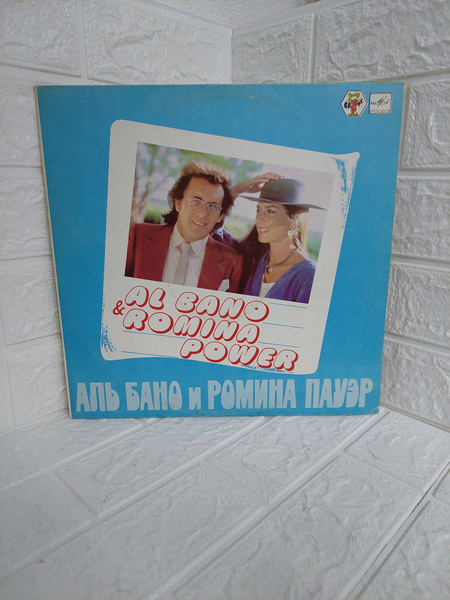 AL BANO
& ROMINA
POWER
АЛЬ БАНО и РОМИНА ПАУЭР